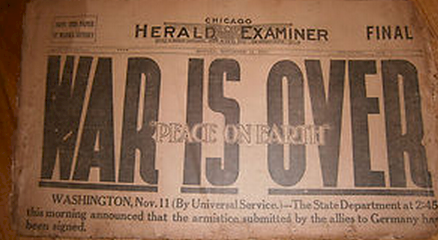 CHICAGO
HERALD EXAMINER
FINAL
WAR IS OVER
"PEACE ON EARTH"
WASHINGTON, Nov. 11 (By Universal Service.)—The State Department at 2:45
this morning announced that the armistice submitted by the allies to Germany has
been signed.